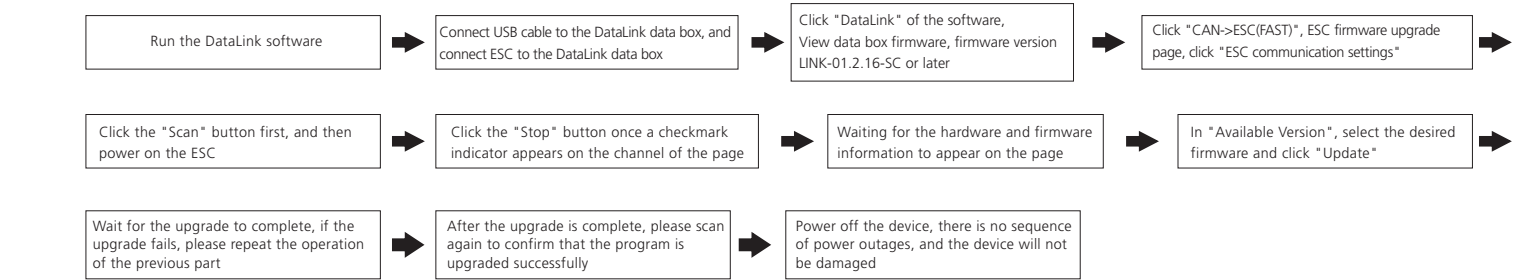 Run the DataLink software
Connect USB cable to the DataLink data box, and
connect ESC to the DataLink data box
Click "DataLink" of the software,
View data box firmware, firmware version
LINK-01.2.16-SC or later
Click "CAN->ESC(FAST)", ESC firmware upgrade
page, click "ESC communication settings"
Click the "Scan" button first, and then
power on the ESC
Click the "Stop" button once a checkmark
indicator appears on the channel of the page
Waiting for the hardware and firmware
information to appear on the page
In "Available Version", select the desired
firmware and click "Update"
Wait for the upgrade to complete, if the
upgrade fails, please repeat the operation
of the previous part
After the upgrade is complete, please scan
again to confirm that the program is
upgraded successfully
Power off the device, there is no sequence
of power outages, and the device will not
be damaged